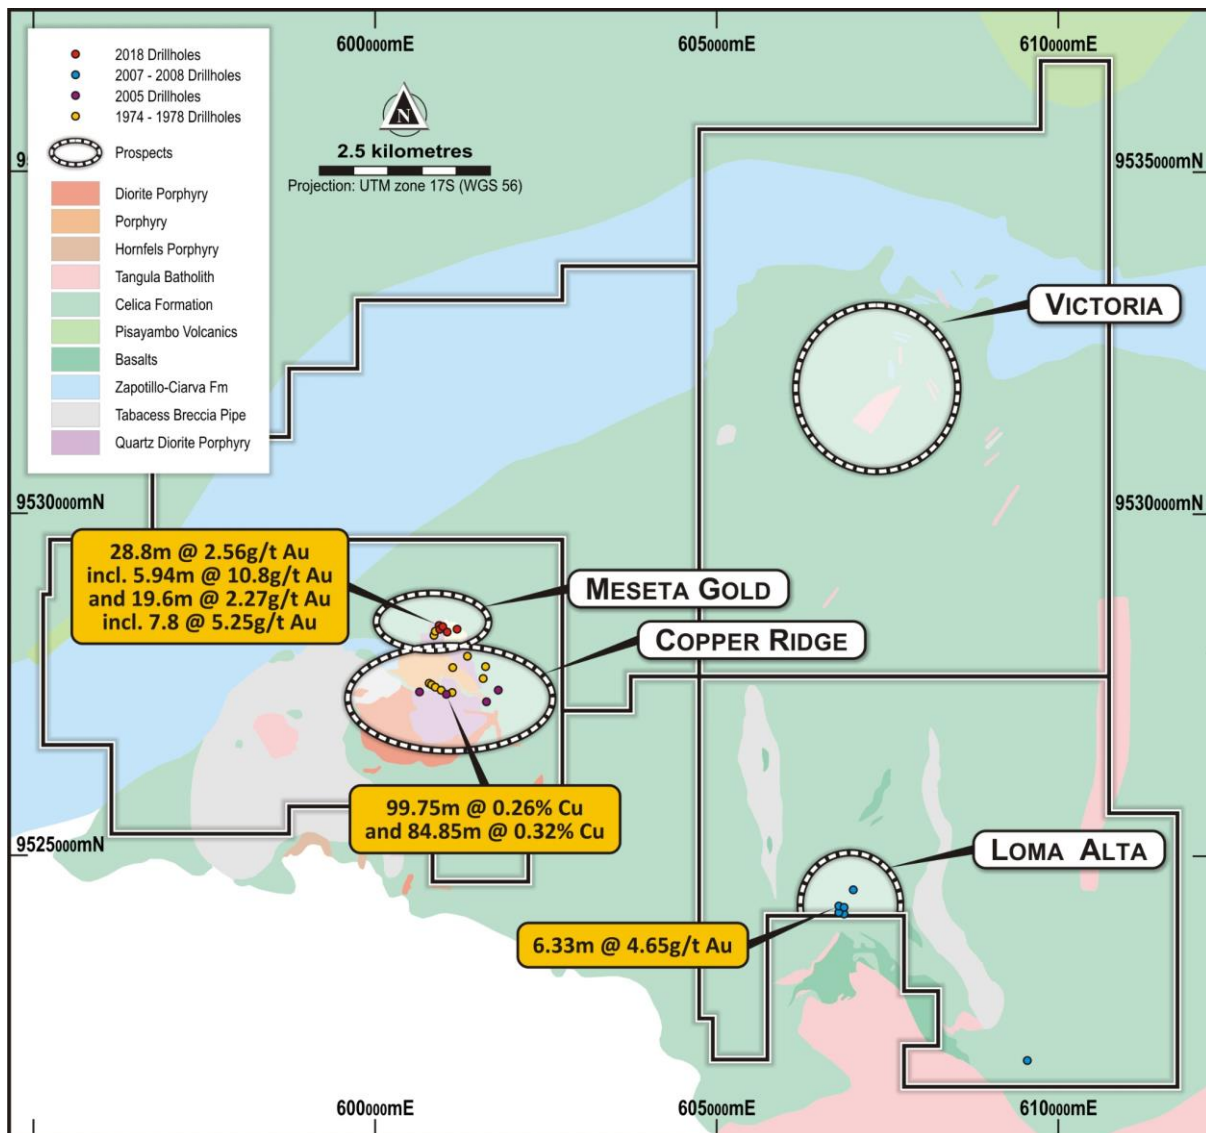 600000mE
605000mE
610000mE
2018 Drillholes
2007 - 2008 Drillholes
2005 Drillholes
1974 - 1978 Drillholes
Prospects
Diorite Porphyry
Porphyry
Hornfels Porphyry
Tangula Batholith
Celica Formation
Pisayambo Volcanics
Basalts
Zapotillo-Ciarva Fm
Tabacess Breccia Pipe
Quartz Diorite Porphyry
N
2.5 kilometres
Projection: UTM zone 17S (WGS 56)
9535000mN
VICTORIA
9530000mN
9530000mN
28.8m @ 2.56g/t Au
incl. 5.94m @ 10.8g/t Au
and 19.6m @ 2.27g/t Au
incl. 7.8 @ 5.25g/t Au
MESETA GOLD
COPPER RIDGE
99.75m @ 0.26% Cu
and 84.85m @ 0.32% Cu
9525000mN
LOMA ALTA
6.33m @ 4.65g/t Au
600000mE
605000mE
610000mE